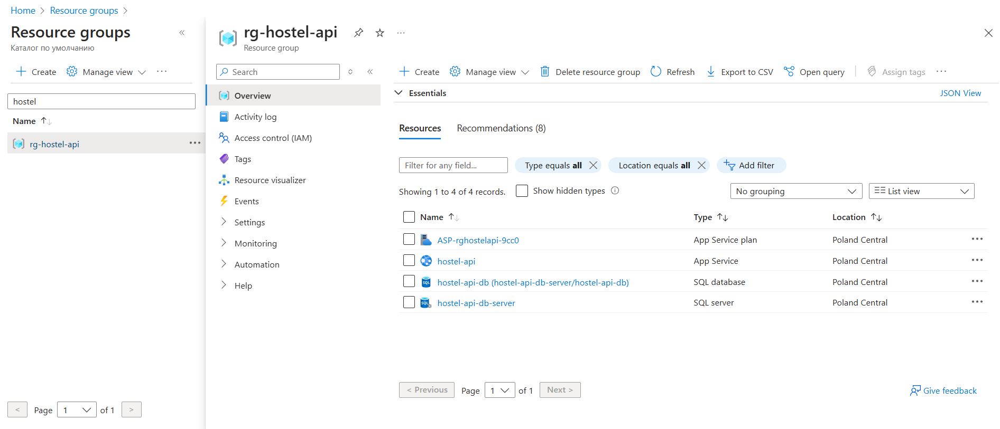 Home > Resource groups >
Resource groups «
Каталог по умолчанию
Create Manage view ...
hostel
Name ↑↓
rg-hostel-api ...
< Page 1 of 1 >
rg-hostel-api ...
Resource group
Search «
Overview
Activity log
Access control (IAM)
Tags
Resource visualizer
Events
Settings
Monitoring
Automation
Help
Create Manage view Delete resource group Refresh Export to CSV Open query Assign tags ...
Essentials JSON View
Resources Recommendations (8)
Filter for any field... Type equals all Location equals all Add filter
Showing 1 to 4 of 4 records. Show hidden types No grouping List view
Name ↑↓ Type ↑↓ Location ↑↓
ASP-rghostelapi-9cc0 App Service plan Poland Central ...
hostel-api App Service Poland Central ...
SQL hostel-api-db (hostel-api-db-server/hostel-api-db) SQL database Poland Central ...
SQL hostel-api-db-server SQL server Poland Central ...
< Previous Page 1 of 1 Next > Give feedback